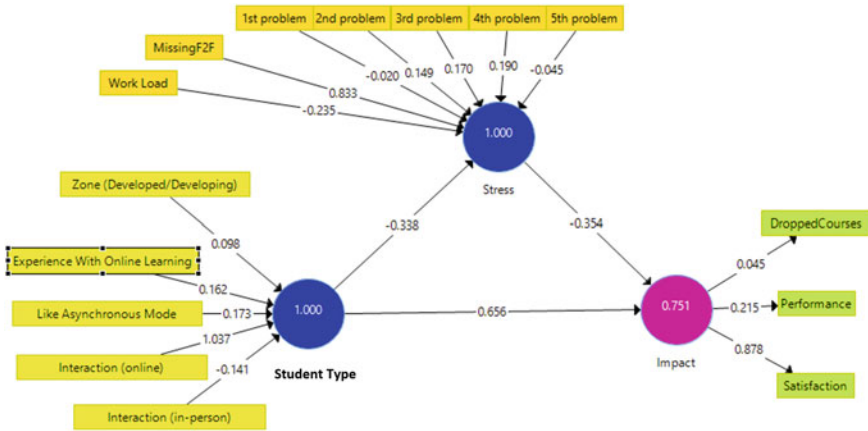 1st problem 2nd problem 3rd problem 4th problem 5th problem
MissingF2F
Work Load
-0.020 0.149 0.170 0.190 -0.045
0.833
-0.235
1.000
Stress
Zone (Developed/Developing)
0.098
-0.338
-0.354
DroppedCourses
Experience With Online Learning
0.162
0.045
Like Asynchronous Mode
0.173
1.000
0.656
0.751
0.215
Performance
1.037
Interaction (online)
-0.141
Student Type
Impact
0.878
Satisfaction
Interaction (in-person)